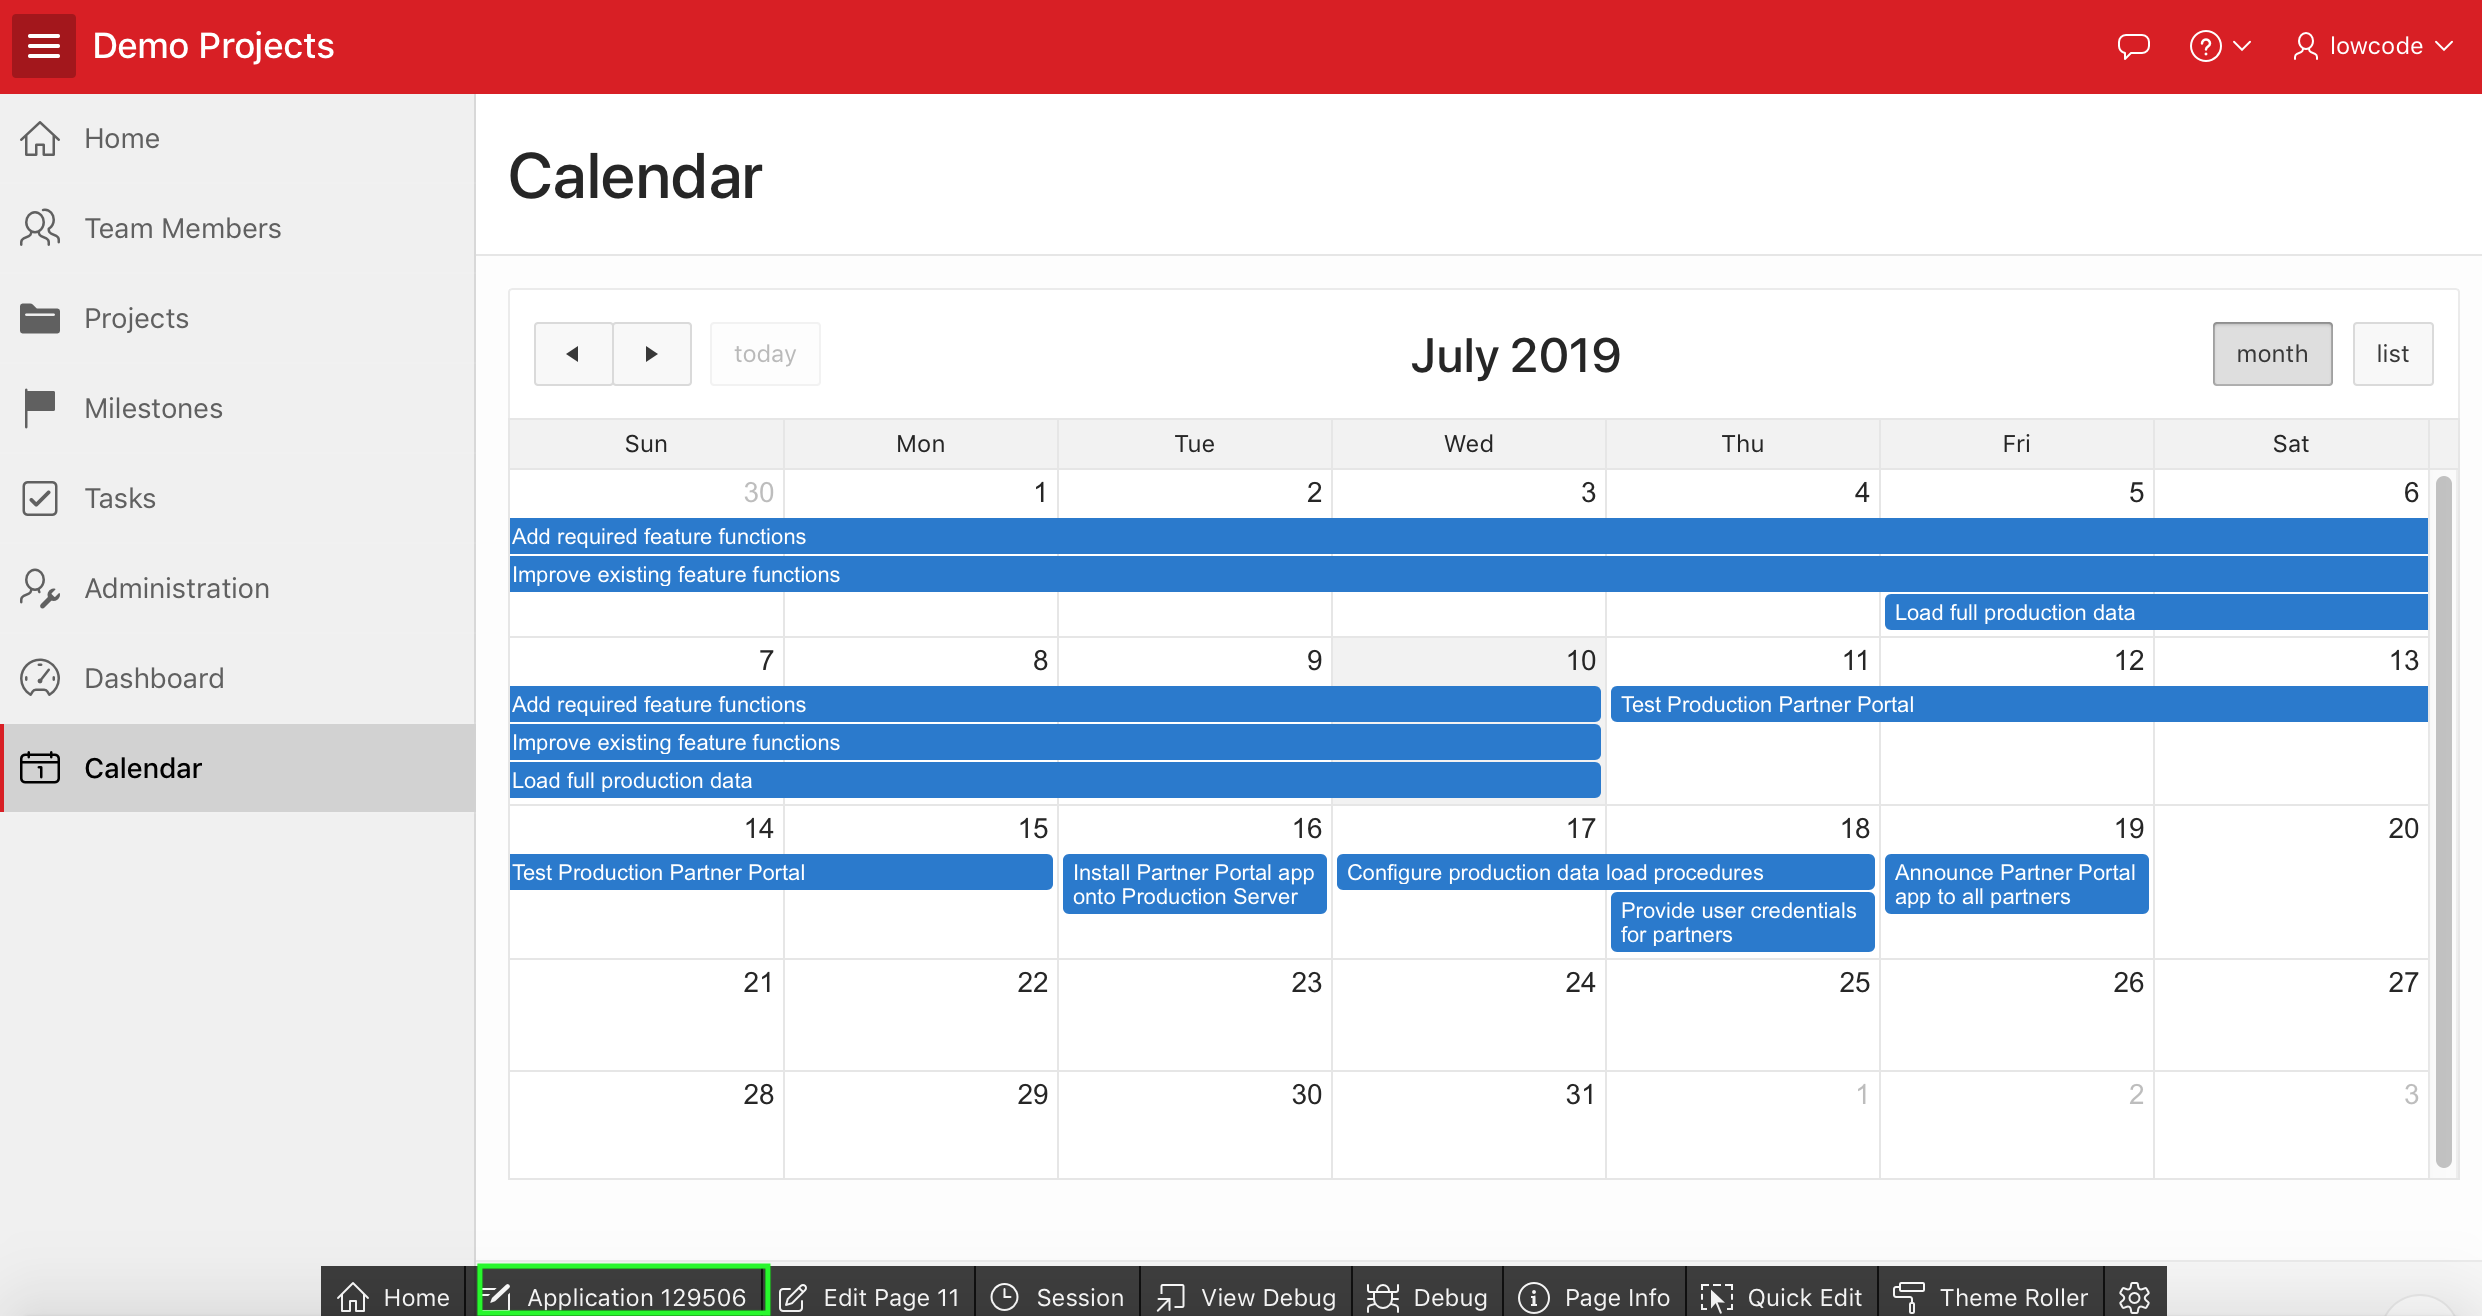 Demo Projects
? lowcode
Home
Team Members
Projects
Milestones
Tasks
Administration
Dashboard
1 Calendar
Calendar
today July 2019 month list
Sun Mon Tue Wed Thu Fri Sat
30 1 2 3 4 5 6
Add required feature functions
Improve existing feature functions
Load full production data
7 8 9 10 11 12 13
Add required feature functions
Test Production Partner Portal
Improve existing feature functions
Load full production data
14 15 16 17 18 19 20
Test Production Partner Portal
Install Partner Portal app
onto Production Server
Configure production data load procedures
Provide user credentials
for partners
Announce Partner Portal
app to all partners
21 22 23 24 25 26 27
28 29 30 31 1 2 3
Home Application 129506 Edit Page 11 Session View Debug Debug Page Info Quick Edit Theme Roller